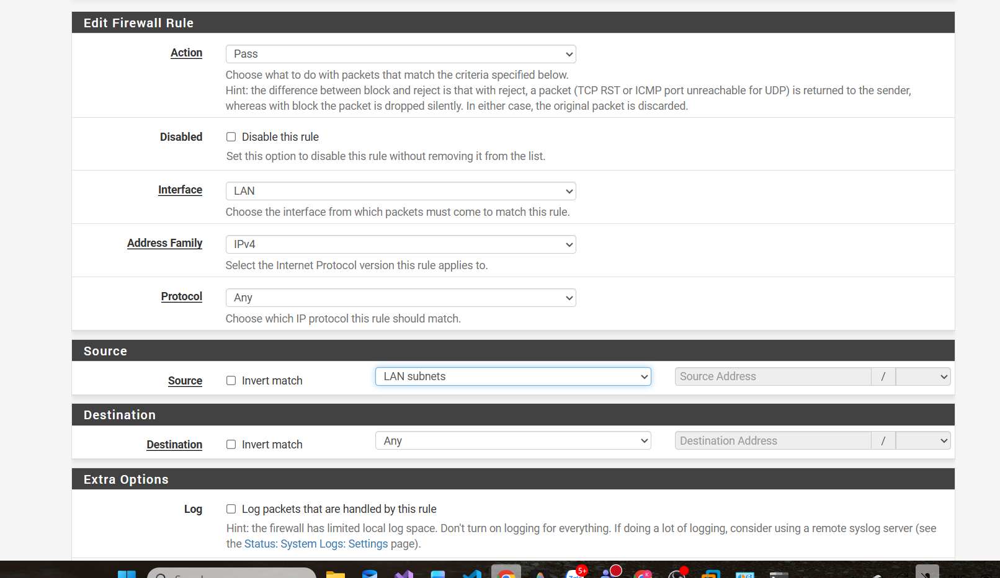 Edit Firewall Rule
Action
Pass
Choose what to do with packets that match the criteria specified below.
Hint: the difference between block and reject is that with reject, a packet (TCP RST or ICMP port unreachable for UDP) is returned to the sender,
whereas with block the packet is dropped silently. In either case, the original packet is discarded.
Disabled
Disable this rule
Set this option to disable this rule without removing it from the list.
Interface
LAN
Choose the interface from which packets must come to match this rule.
Address Family
IPv4
Select the Internet Protocol version this rule applies to.
Protocol
Any
Choose which IP protocol this rule should match.
Source
Source
Invert match
LAN subnets
Source Address
/
Destination
Destination
Invert match
Any
Destination Address
/
Extra Options
Log
Log packets that are handled by this rule
Hint: the firewall has limited local log space. Don't turn on logging for everything. If doing a lot of logging, consider using a remote syslog server (see
the Status: System Logs: Settings page).
5+
K